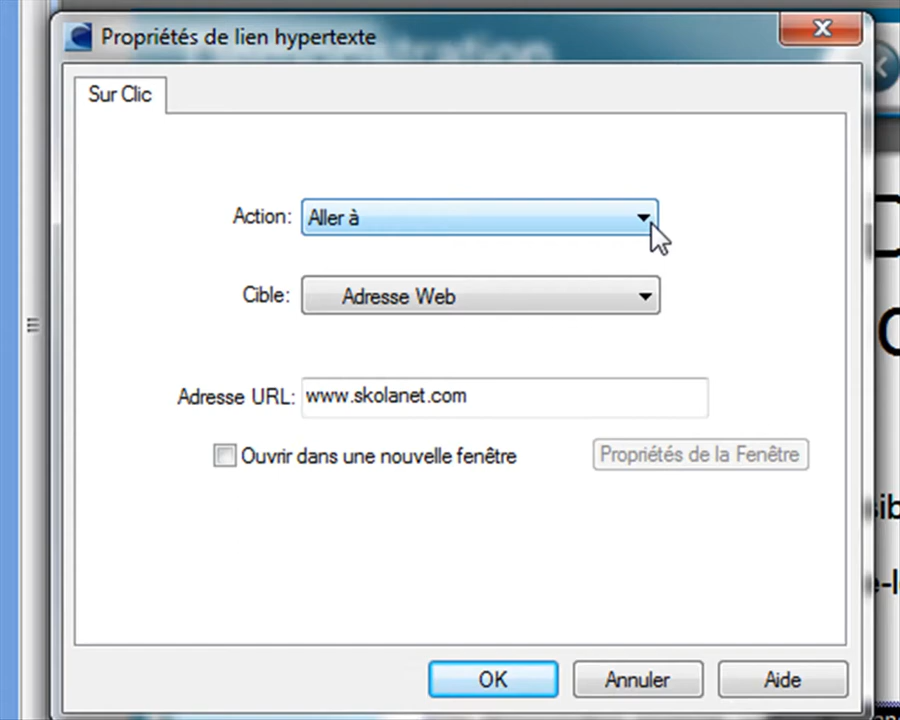 Propriétés de lien hypertexte
Sur Clic
Action: Aller à
Cible: Adresse Web
Adresse URL: www.skolanet.com
Ouvrir dans une nouvelle fenêtre
Propriétés de la Fenêtre
OK
Annuler
Aide